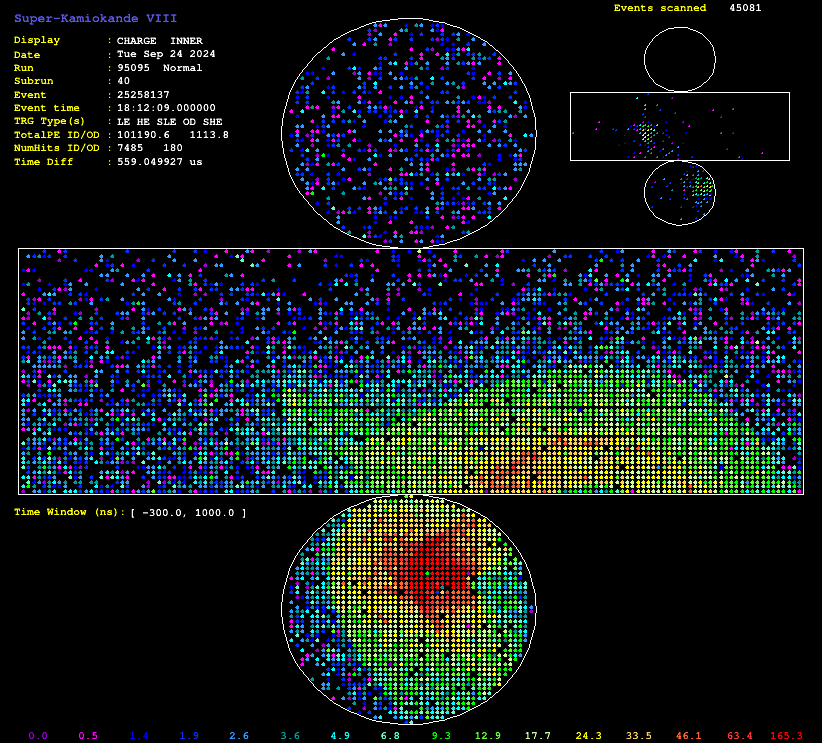 Super-Kamiokande VIII
Events scanned 45081
Display : CHARGE INNER
Date : Tue Sep 24 2024
Run : 95095 Normal
Subrun : 40
Event : 25258137
Event time : 18:12:09.000000
TRG Type(s) : LE HE SLE OD SHE
TotalPE ID/OD : 101190.6 1113.8
NumHits ID/OD : 7485 180
Time Diff : 559.049927 us
Time Window (ns): [ -300.0, 1000.0 ]
0.0 0.5 1.4 1.9 2.6 3.6 4.9 6.8 9.3 12.9 17.7 24.3 33.5 46.1 63.4 165.3